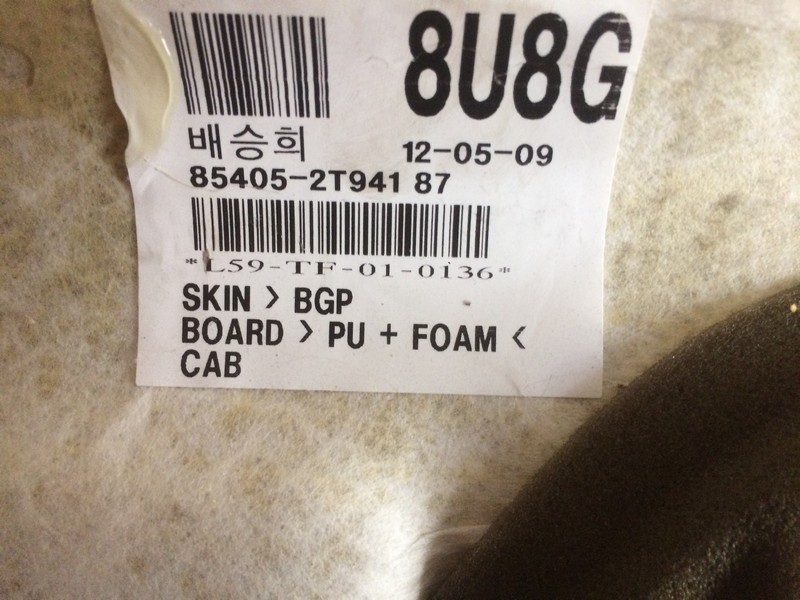 8U8G
배승희 12-05-09
85405-2T941 87
*L59-TF-01-0136*
SKIN > BGP
BOARD > PU + FOAM <
CAB